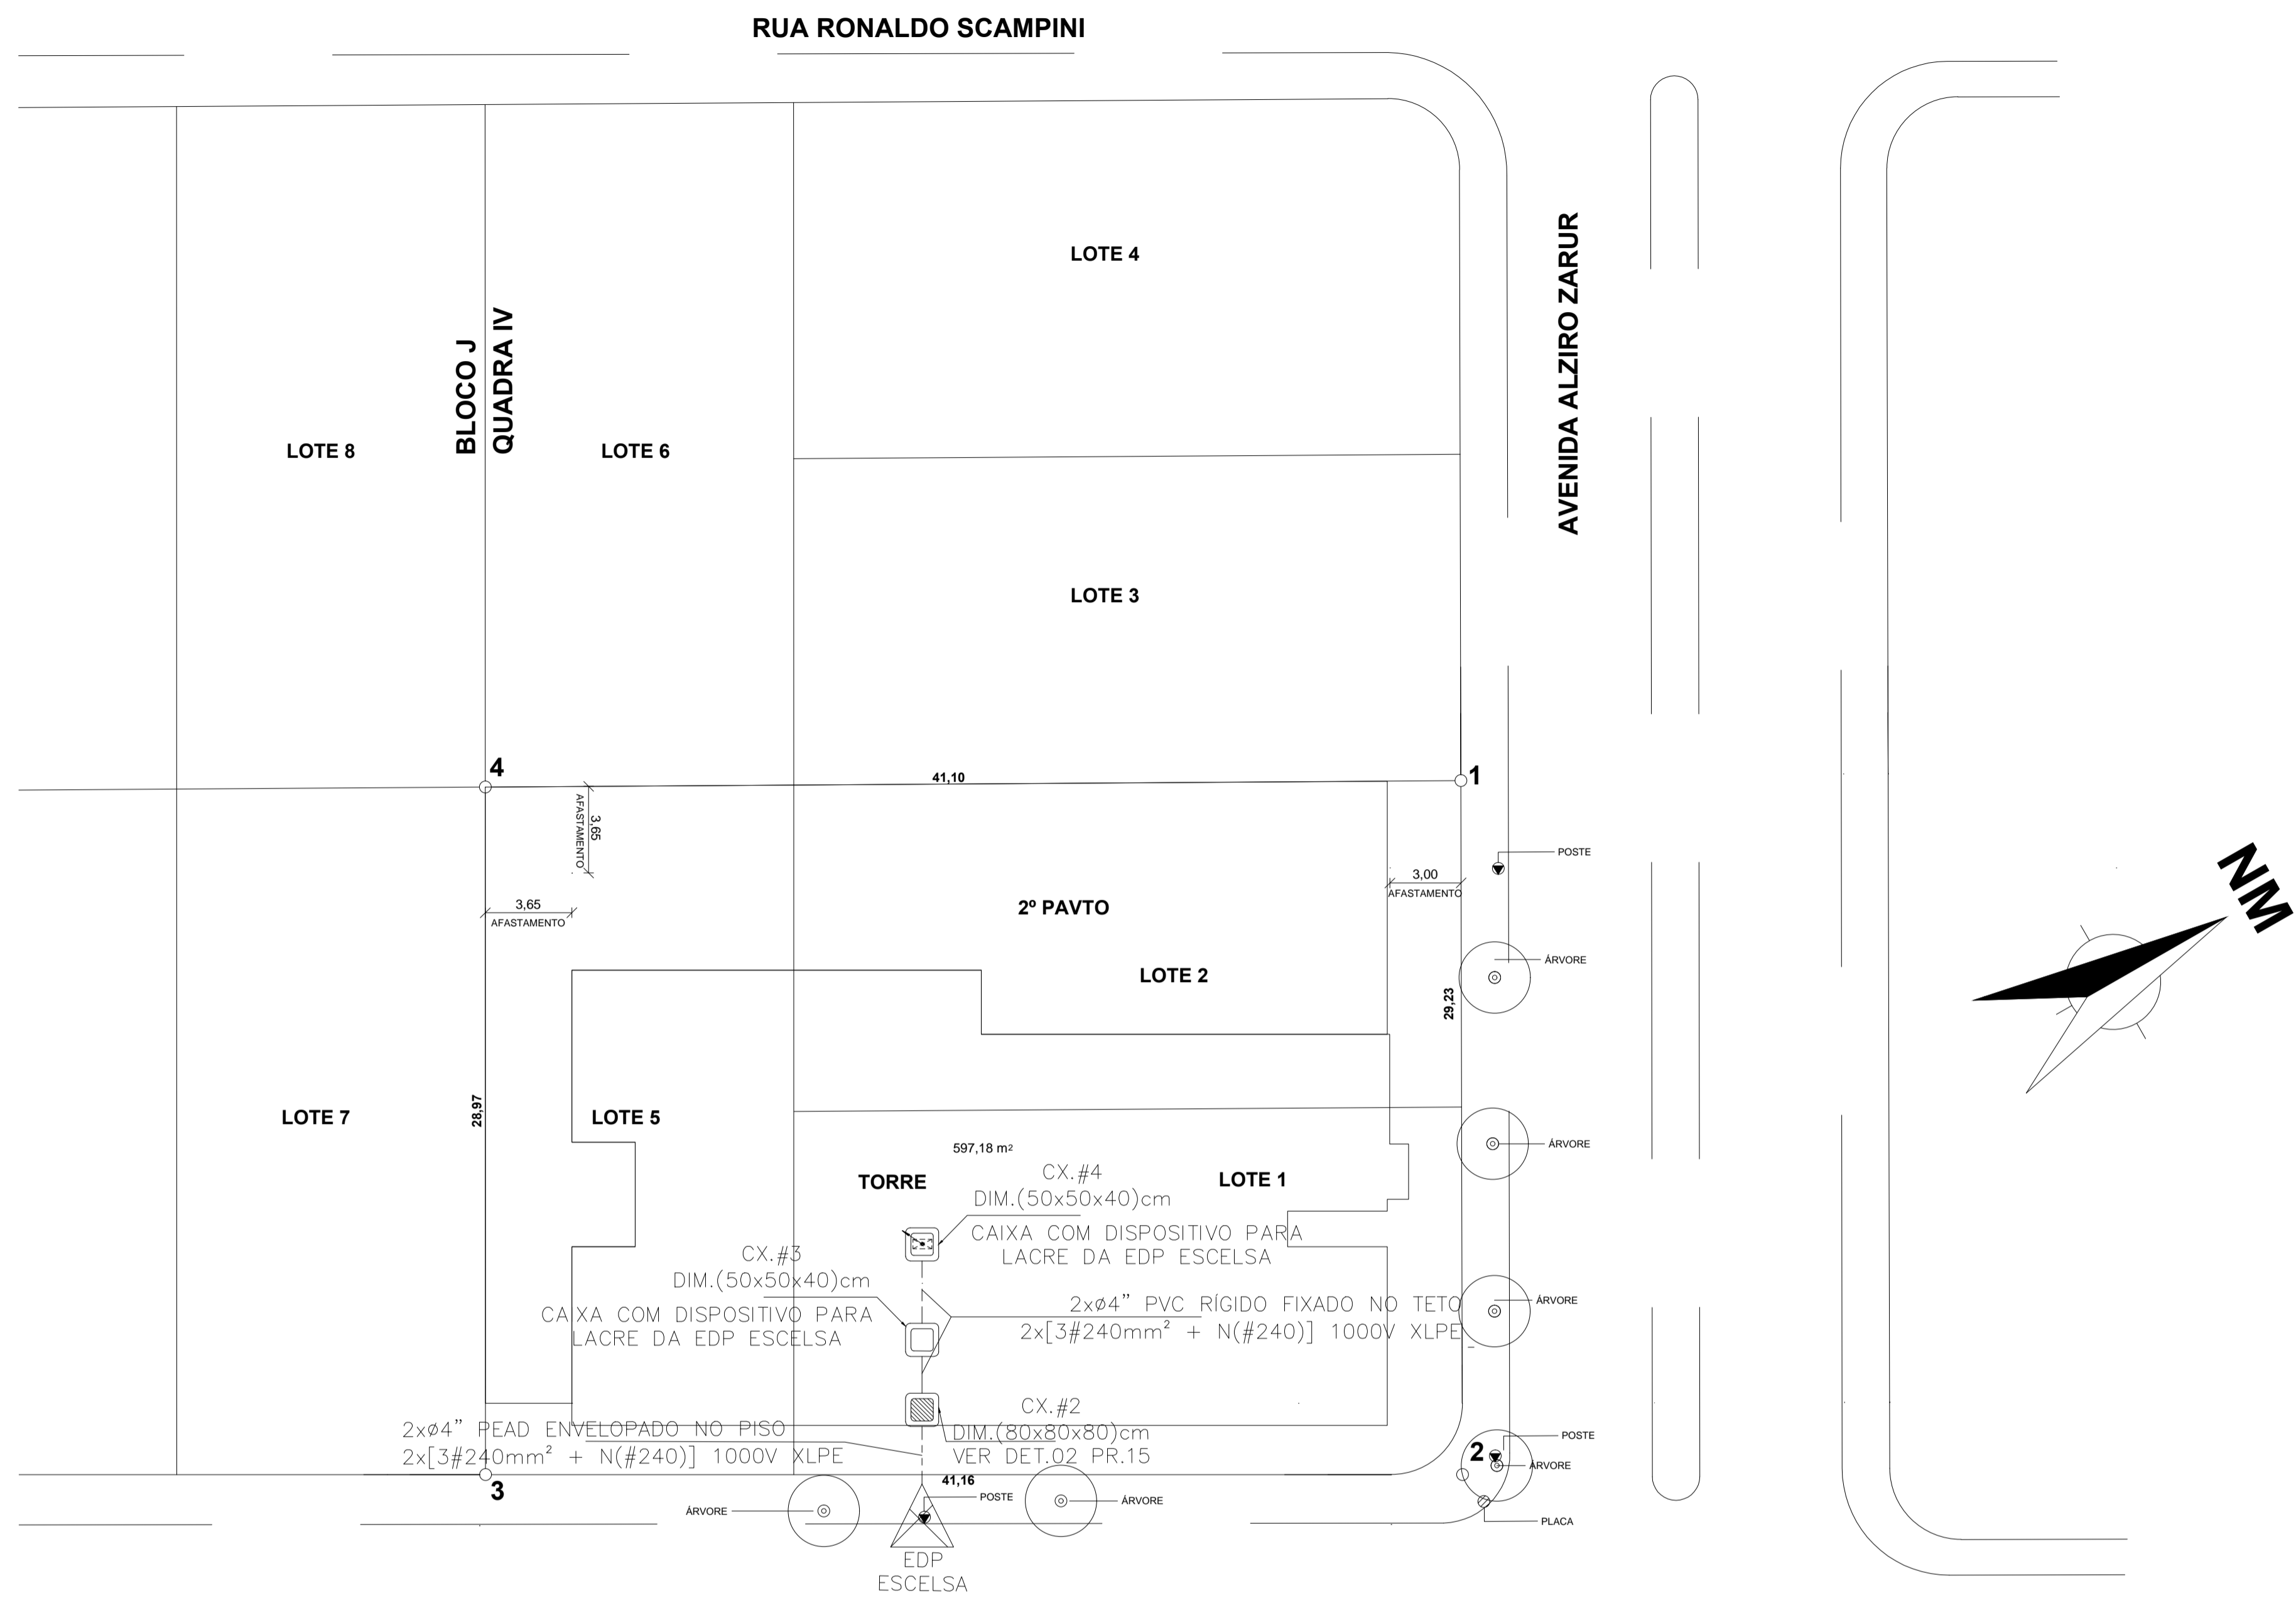 RUA RONALDO SCAMPINI
LOTE 4
AVENIDA ALZIRO ZARUR
BLOCO J
QUADRA IV
LOTE 8
LOTE 6
LOTE 3
4
41,10
1
3,65
AFASTAMENTO
POSTE
3,00
AFASTAMENTO
NM
3,65
AFASTAMENTO
2º PAVTO
ÁRVORE
LOTE 2
29,23
28,97
LOTE 7
LOTE 5
ÁRVORE
597,18 m2
TORRE
LOTE 1
CX.#4
DIM.(50x50x40)cm
CAIXA COM DISPOSITIVO PARA
LACRE DA EDP ESCELSA
CX.#3
DIM.(50x50x40)cm
CAIXA COM DISPOSITIVO PARA
LACRE DA EDP ESCELSA
2xø4” PVC RÍGIDO FIXADO NO TETO
2x[3#240mm² + N(#240)] 1000V XLPE
ÁRVORE
CX.#2
DIM.(80x80x80)cm
VER DET.02 PR.15
2xø4” PEAD ENVELOPADO NO PISO
2x[3#240mm² + N(#240)] 1000V XLPE
POSTE
2
ÁRVORE
3
41,16
POSTE
ÁRVORE
ÁRVORE
PLACA
EDP
ESCELSA